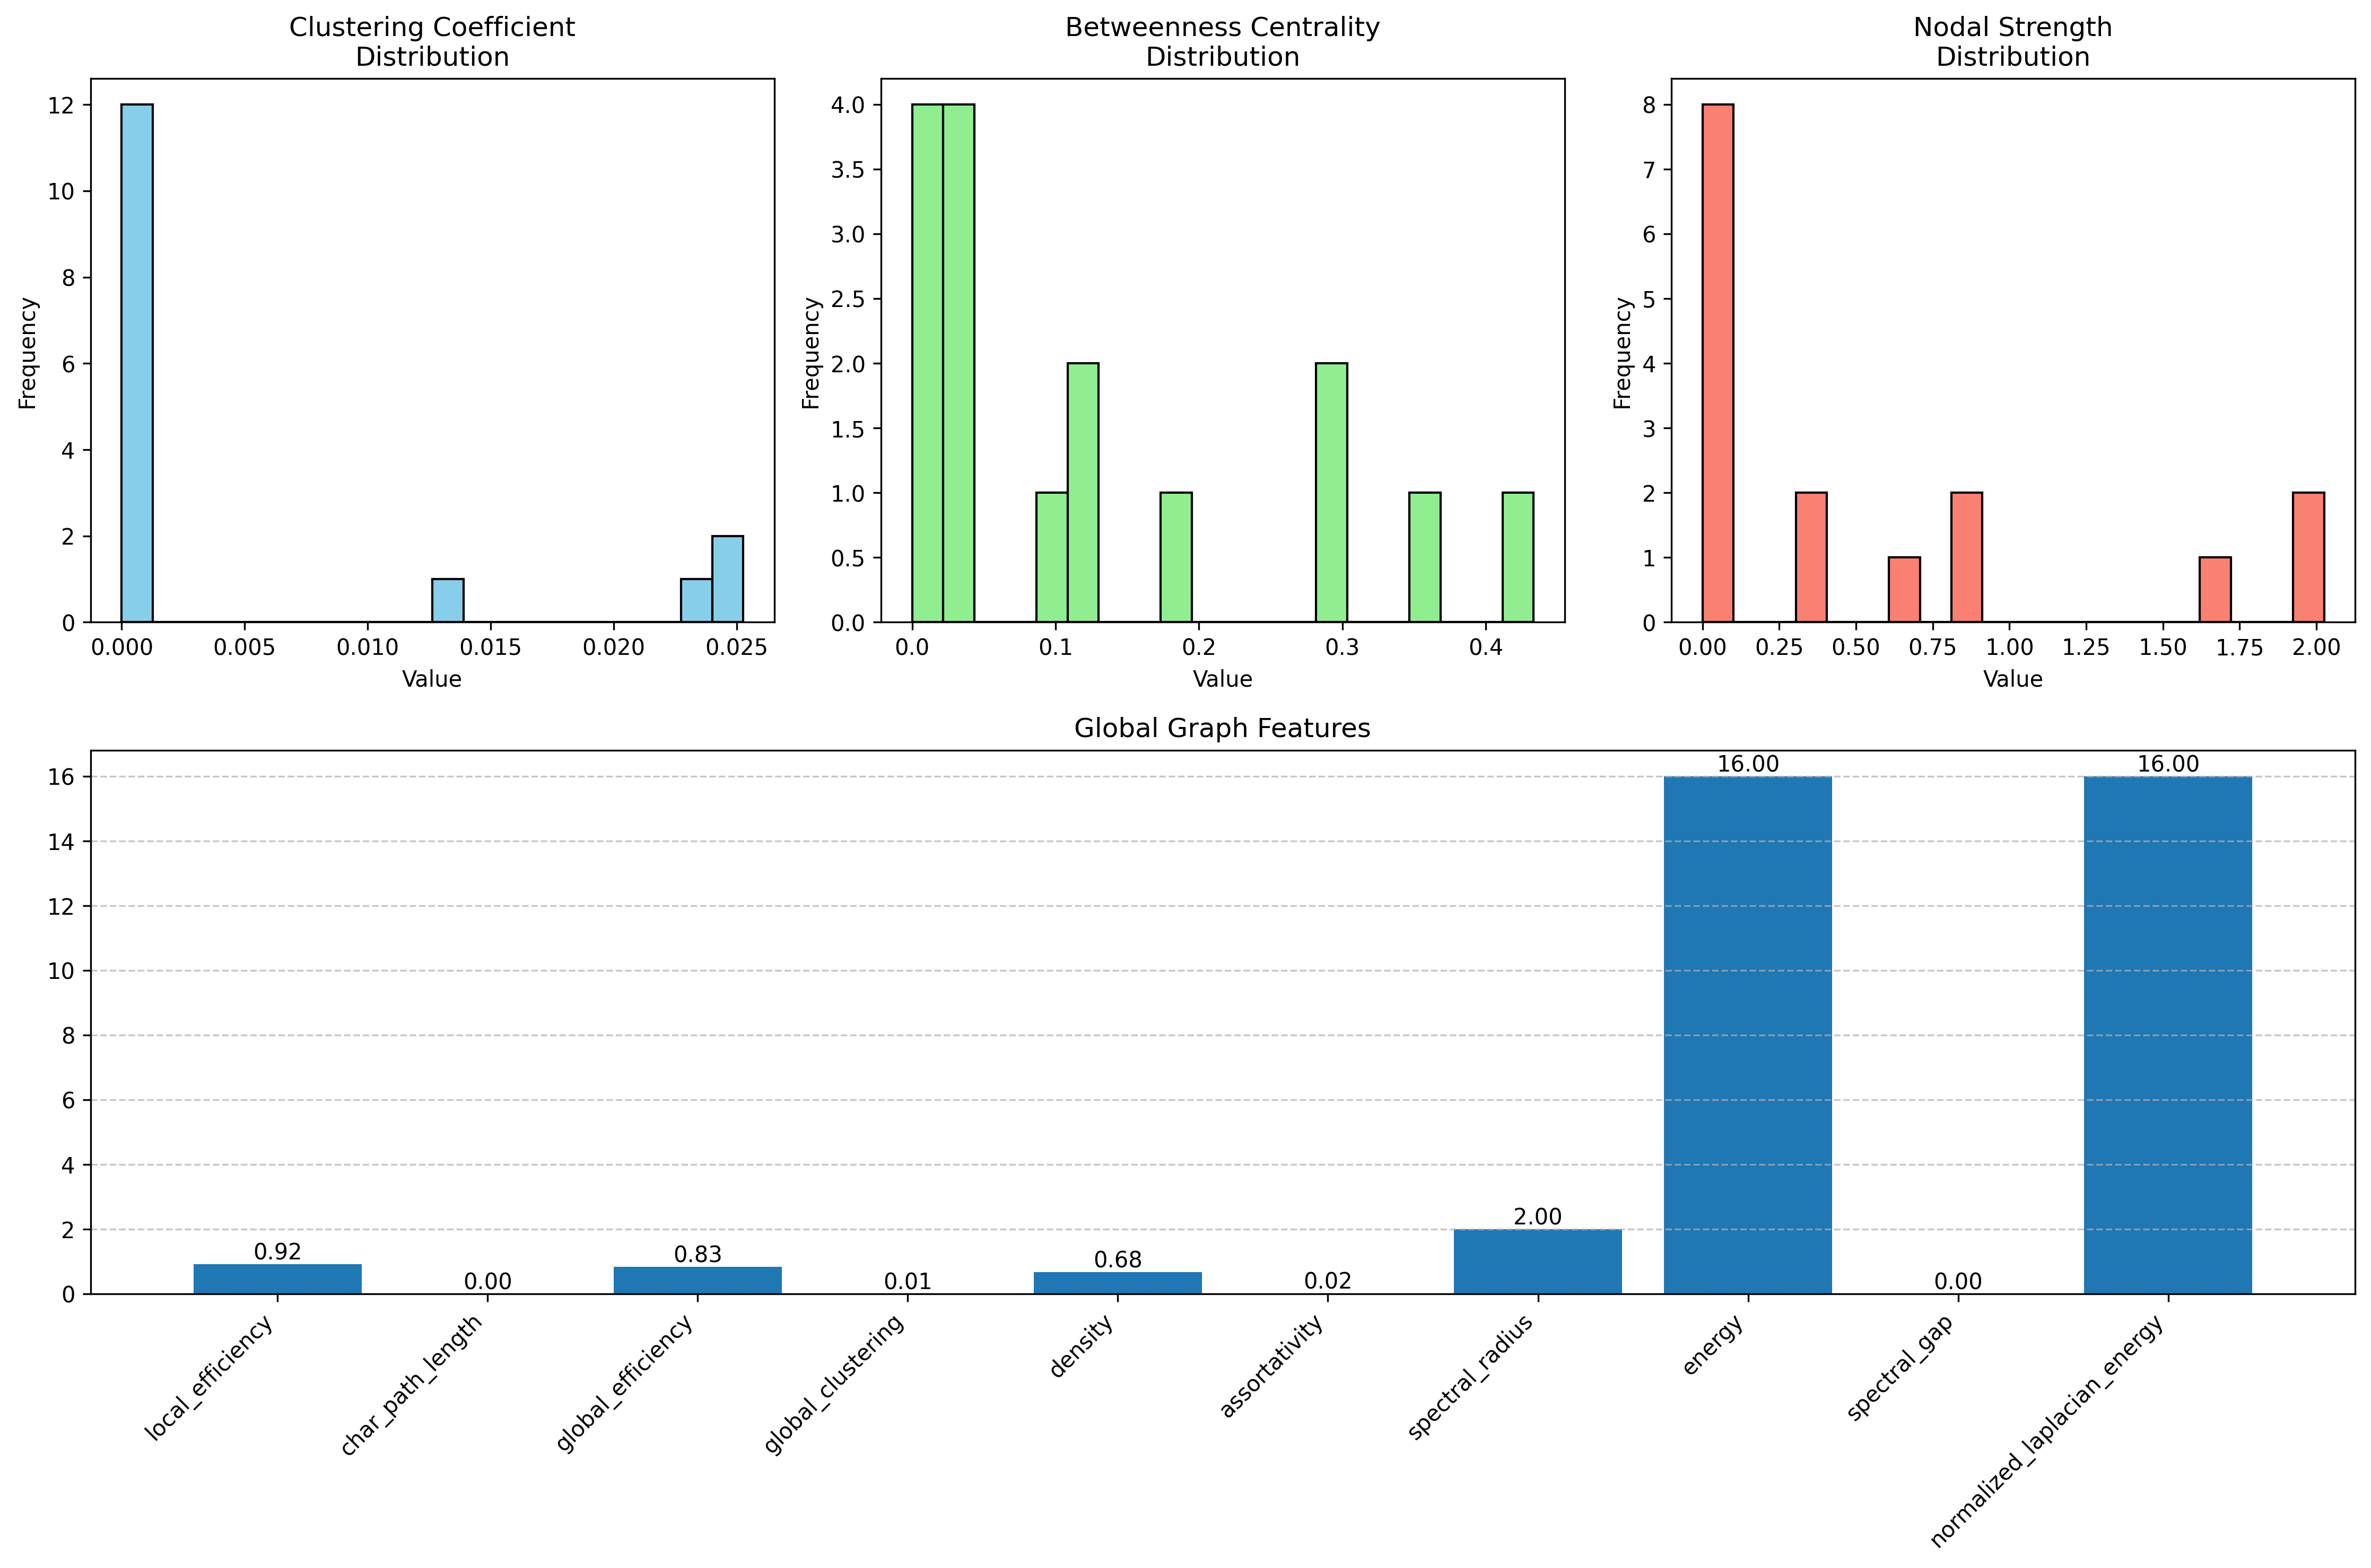 Clustering Coefficient
Distribution
Frequency
12
10
8
6
4
2
0
0.000 0.005 0.010 0.015 0.020 0.025
Value
Betweenness Centrality
Distribution
Frequency
4.0
3.5
3.0
2.5
2.0
1.5
1.0
0.5
0.0
0.0 0.1 0.2 0.3 0.4
Value
Nodal Strength
Distribution
Frequency
8
7
6
5
4
3
2
1
0
0.00 0.25 0.50 0.75 1.00 1.25 1.50 1.75 2.00
Value
Global Graph Features
16
14
12
10
8
6
4
2
0
0.92 0.00 0.83 0.01 0.68 0.02 2.00 16.00 0.00 16.00
local_efficiency
char_path_length
global_efficiency
global_clustering
density
assortativity
spectral_radius
energy
spectral_gap
normalized_laplacian_energy